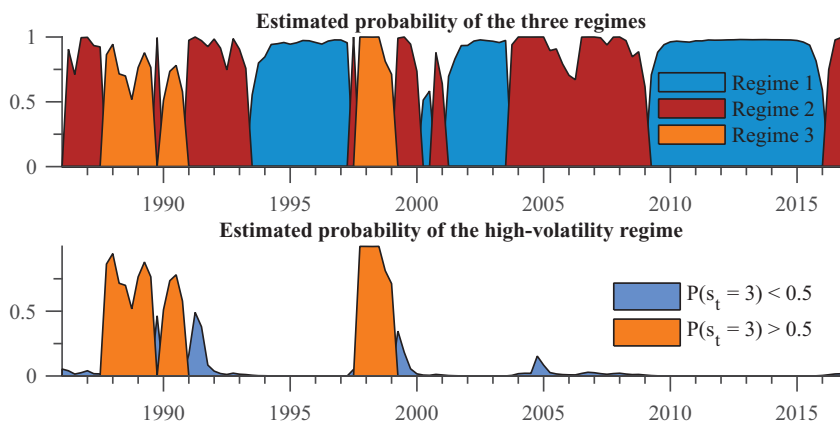 Estimated probability of the three regimes
1
0.5
0
Regime 1
Regime 2
Regime 3
1990 1995 2000 2005 2010 2015
Estimated probability of the high-volatility regime
0.5
0
P(s_t = 3) < 0.5
P(s_t = 3) > 0.5
1990 1995 2000 2005 2010 2015